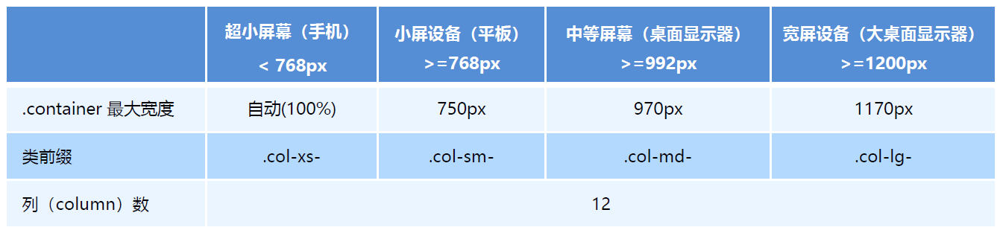 超小屏幕（手机）
< 768px
小屏设备（平板）
>=768px
中等屏幕（桌面显示器）
>=992px
宽屏设备（大桌面显示器）
>=1200px
.container 最大宽度
自动(100%)
750px
970px
1170px
类前缀
.col-xs-
.col-sm-
.col-md-
.col-lg-
列（column）数
12